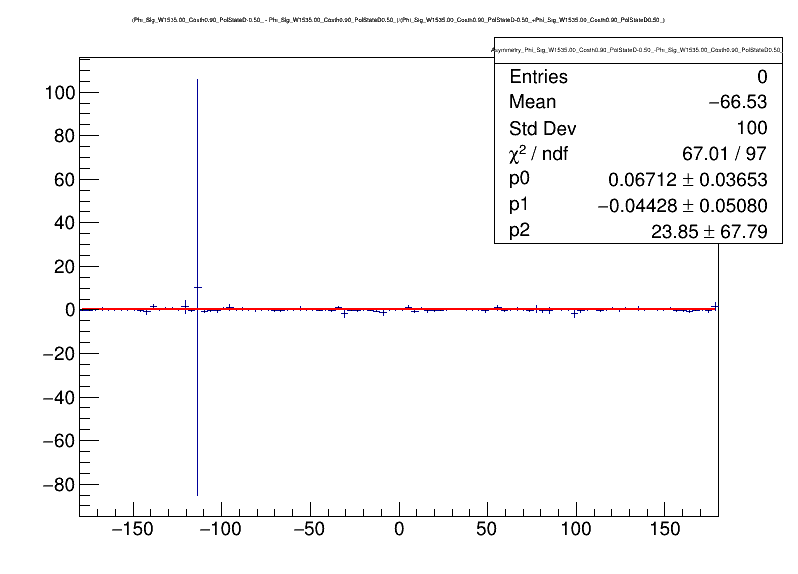 (Phi_Sig_W1535.00_Costh0.90_PolStateD-0.50_ - Phi_Sig_W1535.00_Costh0.90_PolStateD0.50_)/(Phi_Sig_W1535.00_Costh0.90_PolStateD-0.50_+Phi_Sig_W1535.00_Costh0.90_PolStateD0.50_)
Asymmetry_Phi_Sig_W1535.00_Costh0.90_PolStateD-0.50_-Phi_Sig_W1535.00_Costh0.90_PolStateD0.50_
Entries 0
Mean −66.53
Std Dev 100
χ² / ndf 67.01 / 97
p0 0.06712 ± 0.03653
p1 −0.04428 ± 0.05080
p2 23.85 ± 67.79
100
80
60
40
20
0
−20
−40
−60
−80
−150 −100 −50 0 50 100 150